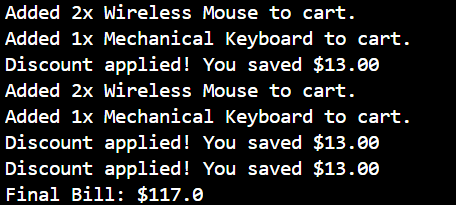 Added 2x Wireless Mouse to cart.
Added 1x Mechanical Keyboard to cart.
Discount applied! You saved $13.00
Added 2x Wireless Mouse to cart.
Added 1x Mechanical Keyboard to cart.
Discount applied! You saved $13.00
Discount applied! You saved $13.00
Final Bill: $117.0